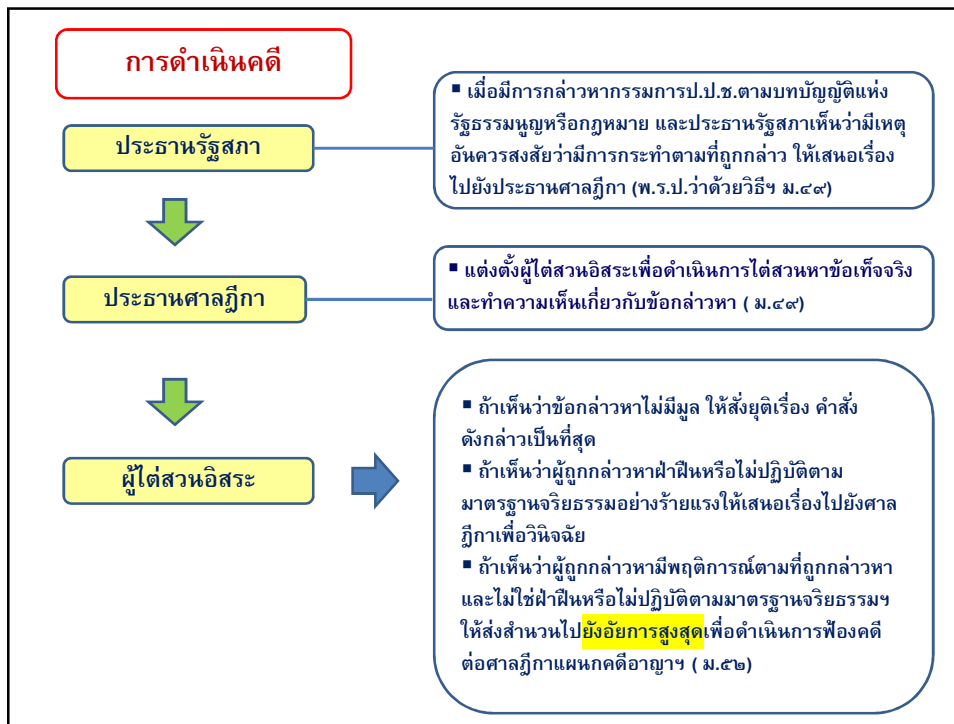 การดำเนินคดี
ประธานรัฐสภา
▪ เมื่อมีการกล่าวหากรรมการป.ป.ช.ตามบทบัญญัติแห่ง
รัฐธรรมนูญหรือกฎหมาย และประธานรัฐสภาเห็นว่ามีเหตุ
อันควรสงสัยว่ามีการกระทำตามที่ถูกกล่าว ให้เสนอเรื่อง
ไปยังประธานศาลฎีกา (พ.ร.ป.ว่าด้วยวิธีฯ ม.๔๙)
ประธานศาลฎีกา
▪ แต่งตั้งผู้ไต่สวนอิสระเพื่อดำเนินการไต่สวนหาข้อเท็จจริง
และทำความเห็นเกี่ยวกับข้อกล่าวหา ( ม.๔๙)
ผู้ไต่สวนอิสระ
▪ ถ้าเห็นว่าข้อกล่าวหาไม่มีมูล ให้สั่งยุติเรื่อง คำสั่ง
ดังกล่าวเป็นที่สุด
▪ ถ้าเห็นว่าผู้ถูกกล่าวหาฝ่าฝืนหรือไม่ปฏิบัติตาม
มาตรฐานจริยธรรมอย่างร้ายแรงให้เสนอเรื่องไปยังศาล
ฎีกาเพื่อวินิจฉัย
▪ ถ้าเห็นว่าผู้ถูกกล่าวหามีพฤติการณ์ตามที่ถูกกล่าวหา
และไม่ใช่ฝ่าฝืนหรือไม่ปฏิบัติตามมาตรฐานจริยธรรมฯ
ให้ส่งสำนวนไปยังอัยการสูงสุดเพื่อดำเนินการฟ้องคดี
ต่อศาลฎีกาแผนกคดีอาญาฯ ( ม.๕๒)